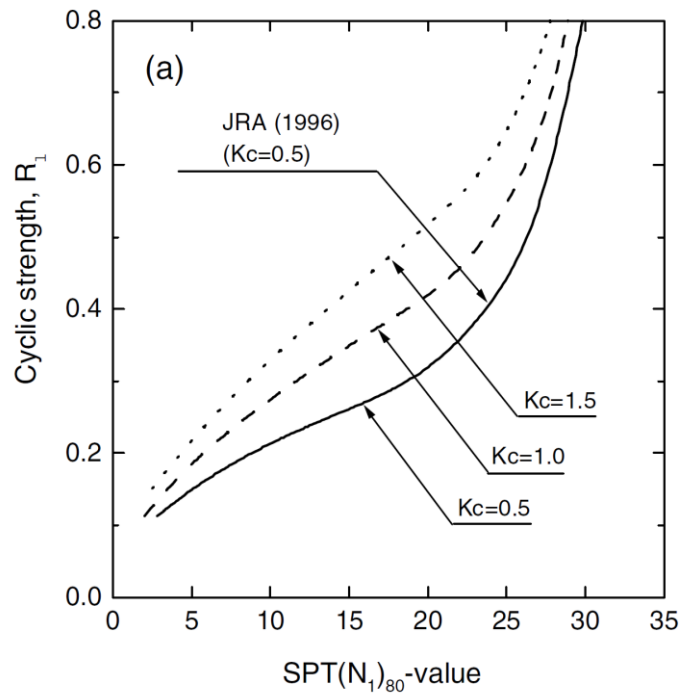 0.8
(a)
JRA (1996)
(Kc=0.5)
0.6
Cyclic strength, R₁
0.4
Kc=1.5
Kc=1.0
0.2
Kc=0.5
0.0
0 5 10 15 20 25 30 35
SPT(N₁)₈₀-value